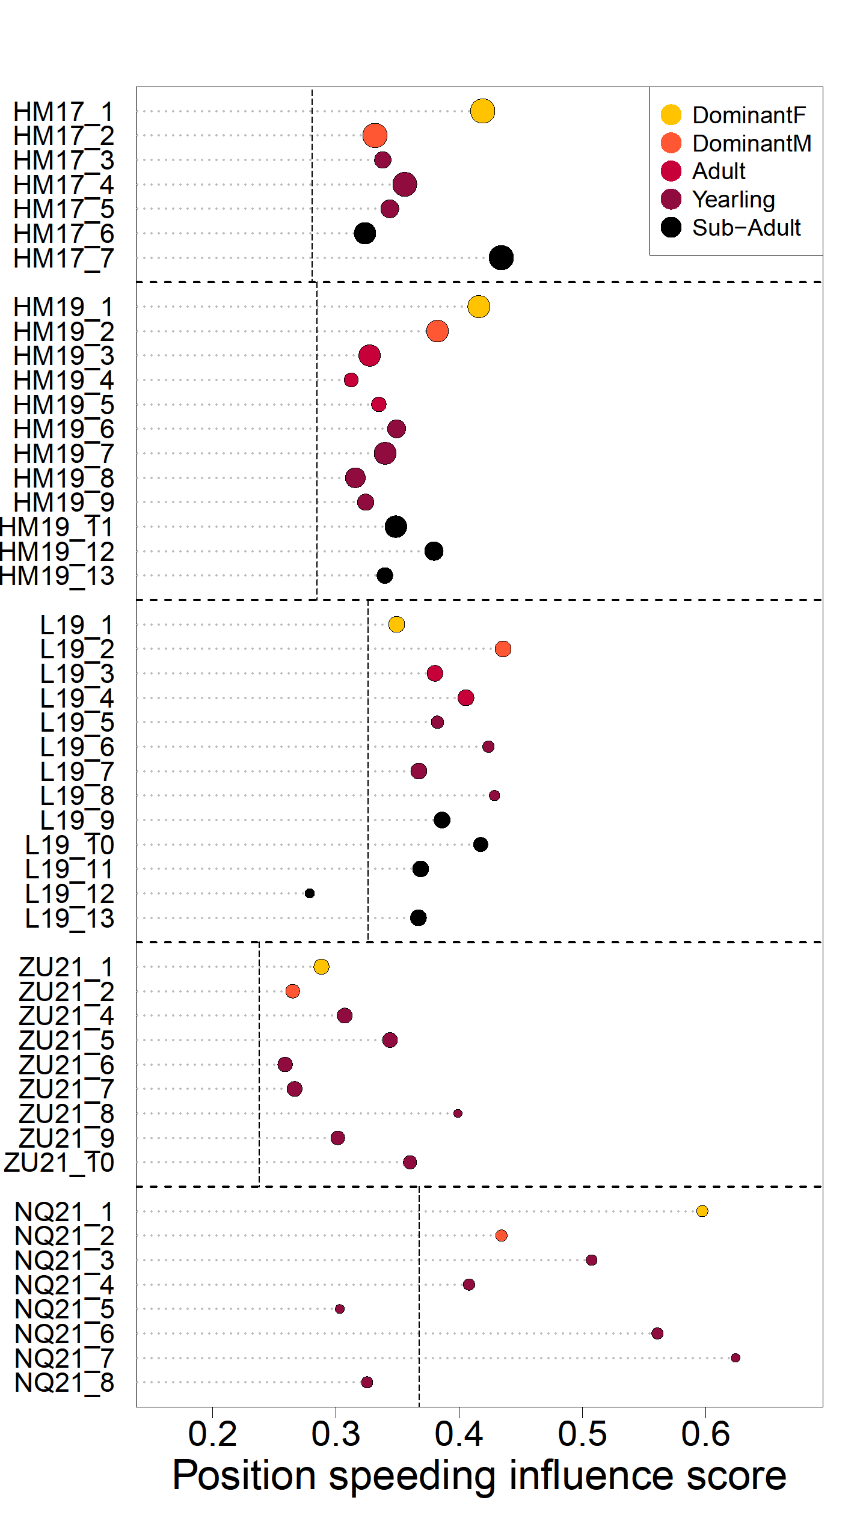 HM17_1
HM17_2
HM17_3
HM17_4
HM17_5
HM17_6
HM17_7
HM19_1
HM19_2
HM19_3
HM19_4
HM19_5
HM19_6
HM19_7
HM19_8
HM19_9
HM19_11
HM19_12
HM19_13
L19_1
L19_2
L19_3
L19_4
L19_5
L19_6
L19_7
L19_8
L19_9
L19_10
L19_11
L19_12
L19_13
ZU21_1
ZU21_2
ZU21_4
ZU21_5
ZU21_6
ZU21_7
ZU21_8
ZU21_9
ZU21_10
NQ21_1
NQ21_2
NQ21_3
NQ21_4
NQ21_5
NQ21_6
NQ21_7
NQ21_8
DominantF
DominantM
Adult
Yearling
Sub−Adult
0.2 0.3 0.4 0.5 0.6
Position speeding influence score